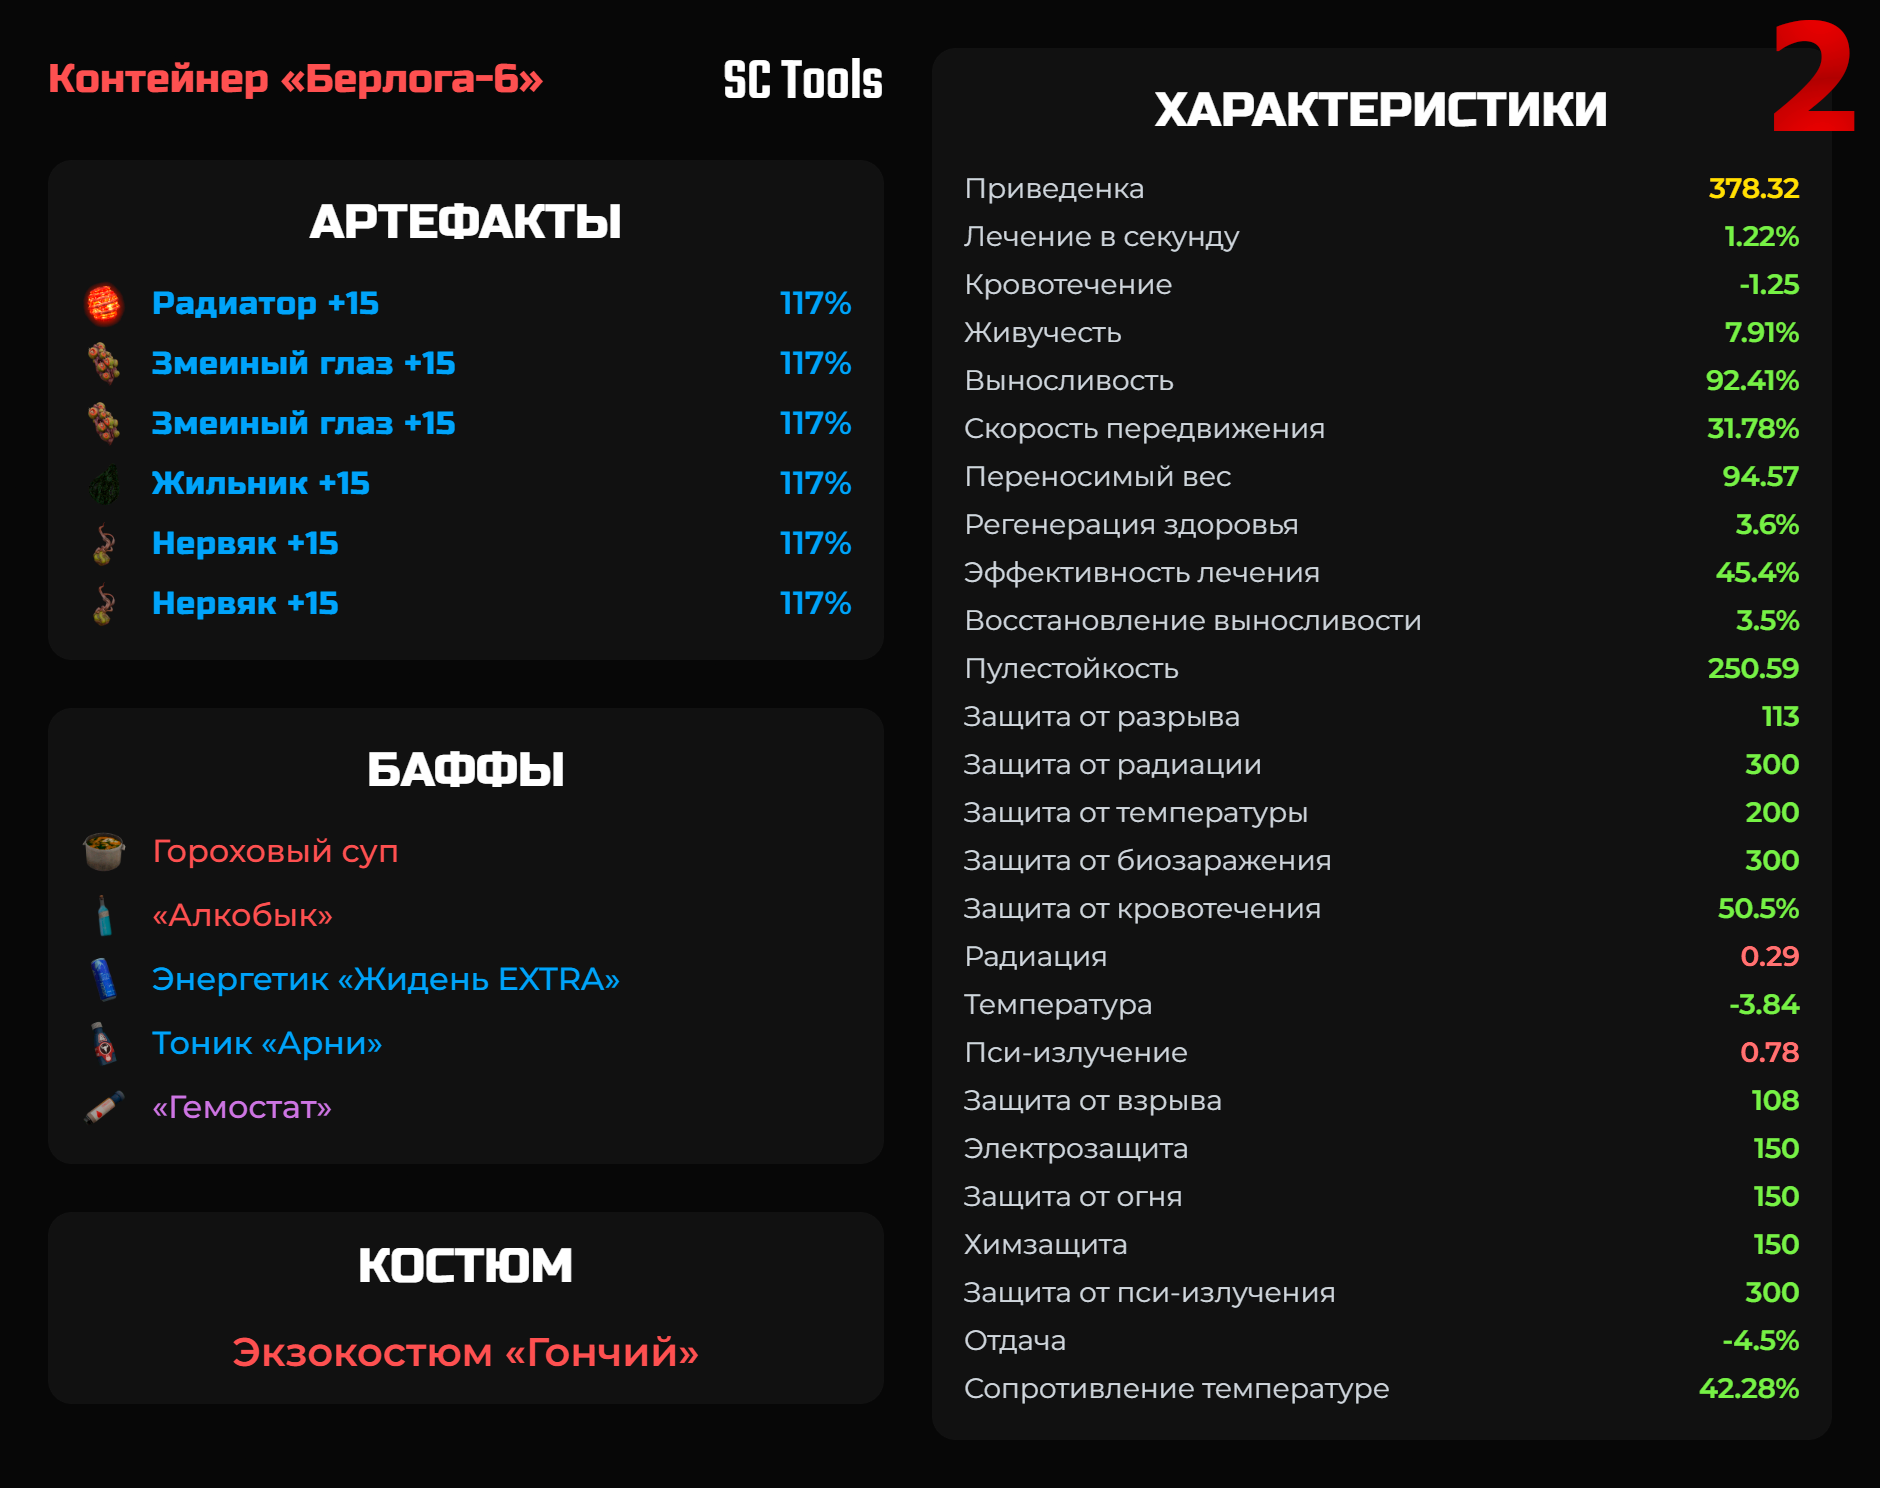 Контейнер «Берлога-6»
SC Tools
АРТЕФАКТЫ
Радиатор +15 117%
Змеиный глаз +15 117%
Змеиный глаз +15 117%
Жильник +15 117%
Нервяк +15 117%
Нервяк +15 117%
БАФФЫ
Гороховый суп
«Алкобык»
Энергетик «Жидень EXTRA»
Тоник «Арни»
«Гемостат»
КОСТЮМ
Экзокостюм «Гончий»
2
ХАРАКТЕРИСТИКИ
Приведенка 378.32
Лечение в секунду 1.22%
Кровотечение -1.25
Живучесть 7.91%
Выносливость 92.41%
Скорость передвижения 31.78%
Переносимый вес 94.57
Регенерация здоровья 3.6%
Эффективность лечения 45.4%
Восстановление выносливости 3.5%
Пулестойкость 250.59
Защита от разрыва 113
Защита от радиации 300
Защита от температуры 200
Защита от биозаражения 300
Защита от кровотечения 50.5%
Радиация 0.29
Температура -3.84
Пси-излучение 0.78
Защита от взрыва 108
Электрозащита 150
Защита от огня 150
Химзащита 150
Защита от пси-излучения 300
Отдача -4.5%
Сопротивление температуре 42.28%